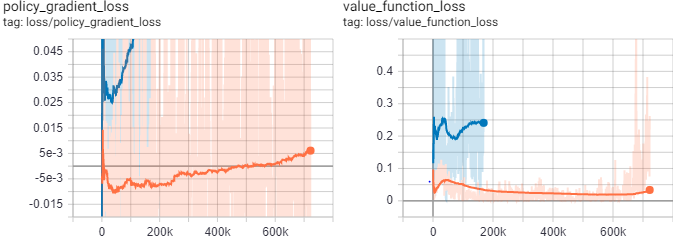 policy_gradient_loss
tag: loss/policy_gradient_loss
0.045
0.035
0.025
0.015
5e-3
-5e-3
-0.015
0
200k
400k
600k
value_function_loss
tag: loss/value_function_loss
0.4
0.3
0.2
0.1
0
0
200k
400k
600k